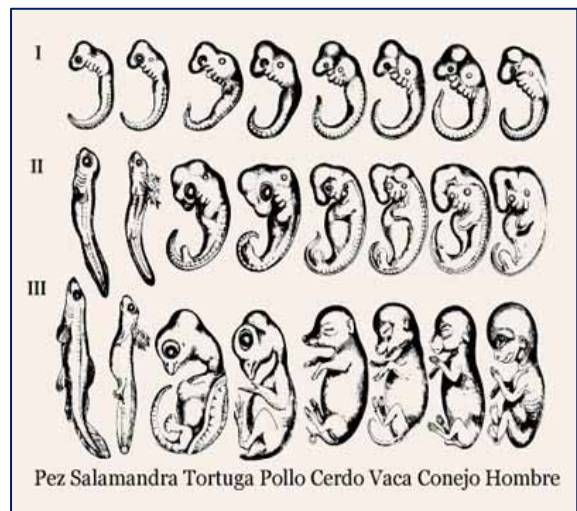 I
II
III
Pez Salamandra Tortuga Pollo Cerdo Vaca Conejo Hombre